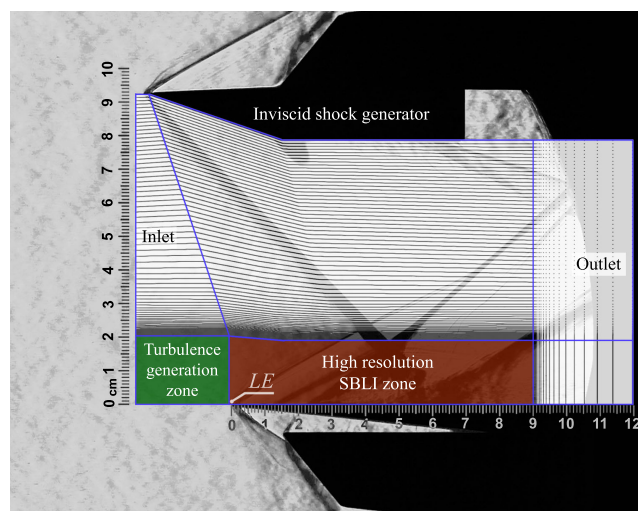 10
9
8
7
6
5
4
3
2
1
0 cm
Inviscid shock generator
Inlet
Outlet
Turbulence
generation
zone
LE
High resolution
SBLI zone
0 1 2 3 4 5 6 7 8 9 10 11 12